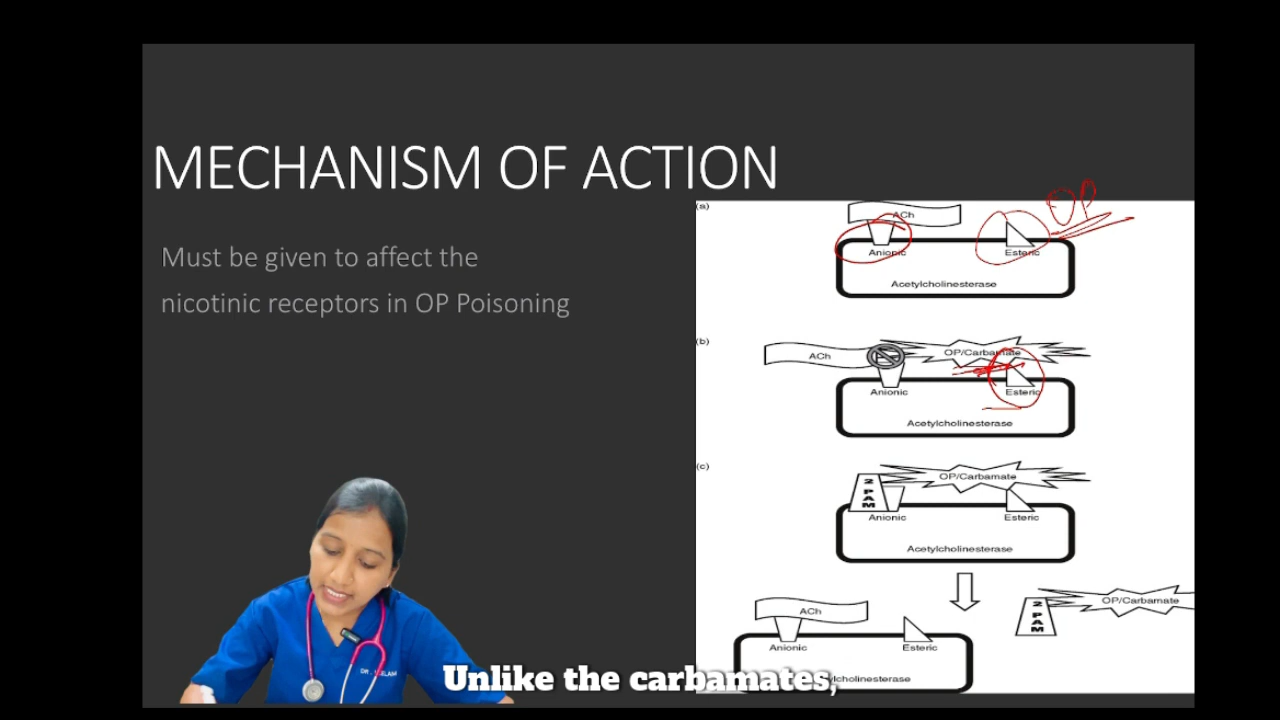 MECHANISM OF ACTION
Must be given to affect the
nicotinic receptors in OP Poisoning
OP
(a)
ACh
Anionic
Esteric
Acetylcholinesterase
(b)
ACh
OP/Carbamate
Anionic
Esteric
Acetylcholinesterase
(c)
2 PAM
OP/Carbamate
Anionic
Esteric
Acetylcholinesterase
ACh
2 PAM
OP/Carbamate
Anionic
Esteric
DR.
Unlike the carbamates,